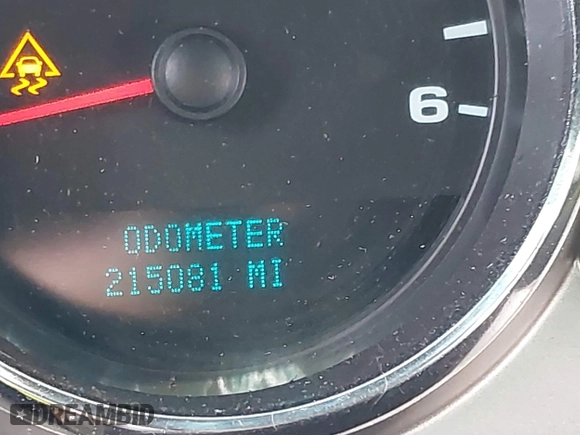 6
ODOMETER
215081 MI
DREAMBID